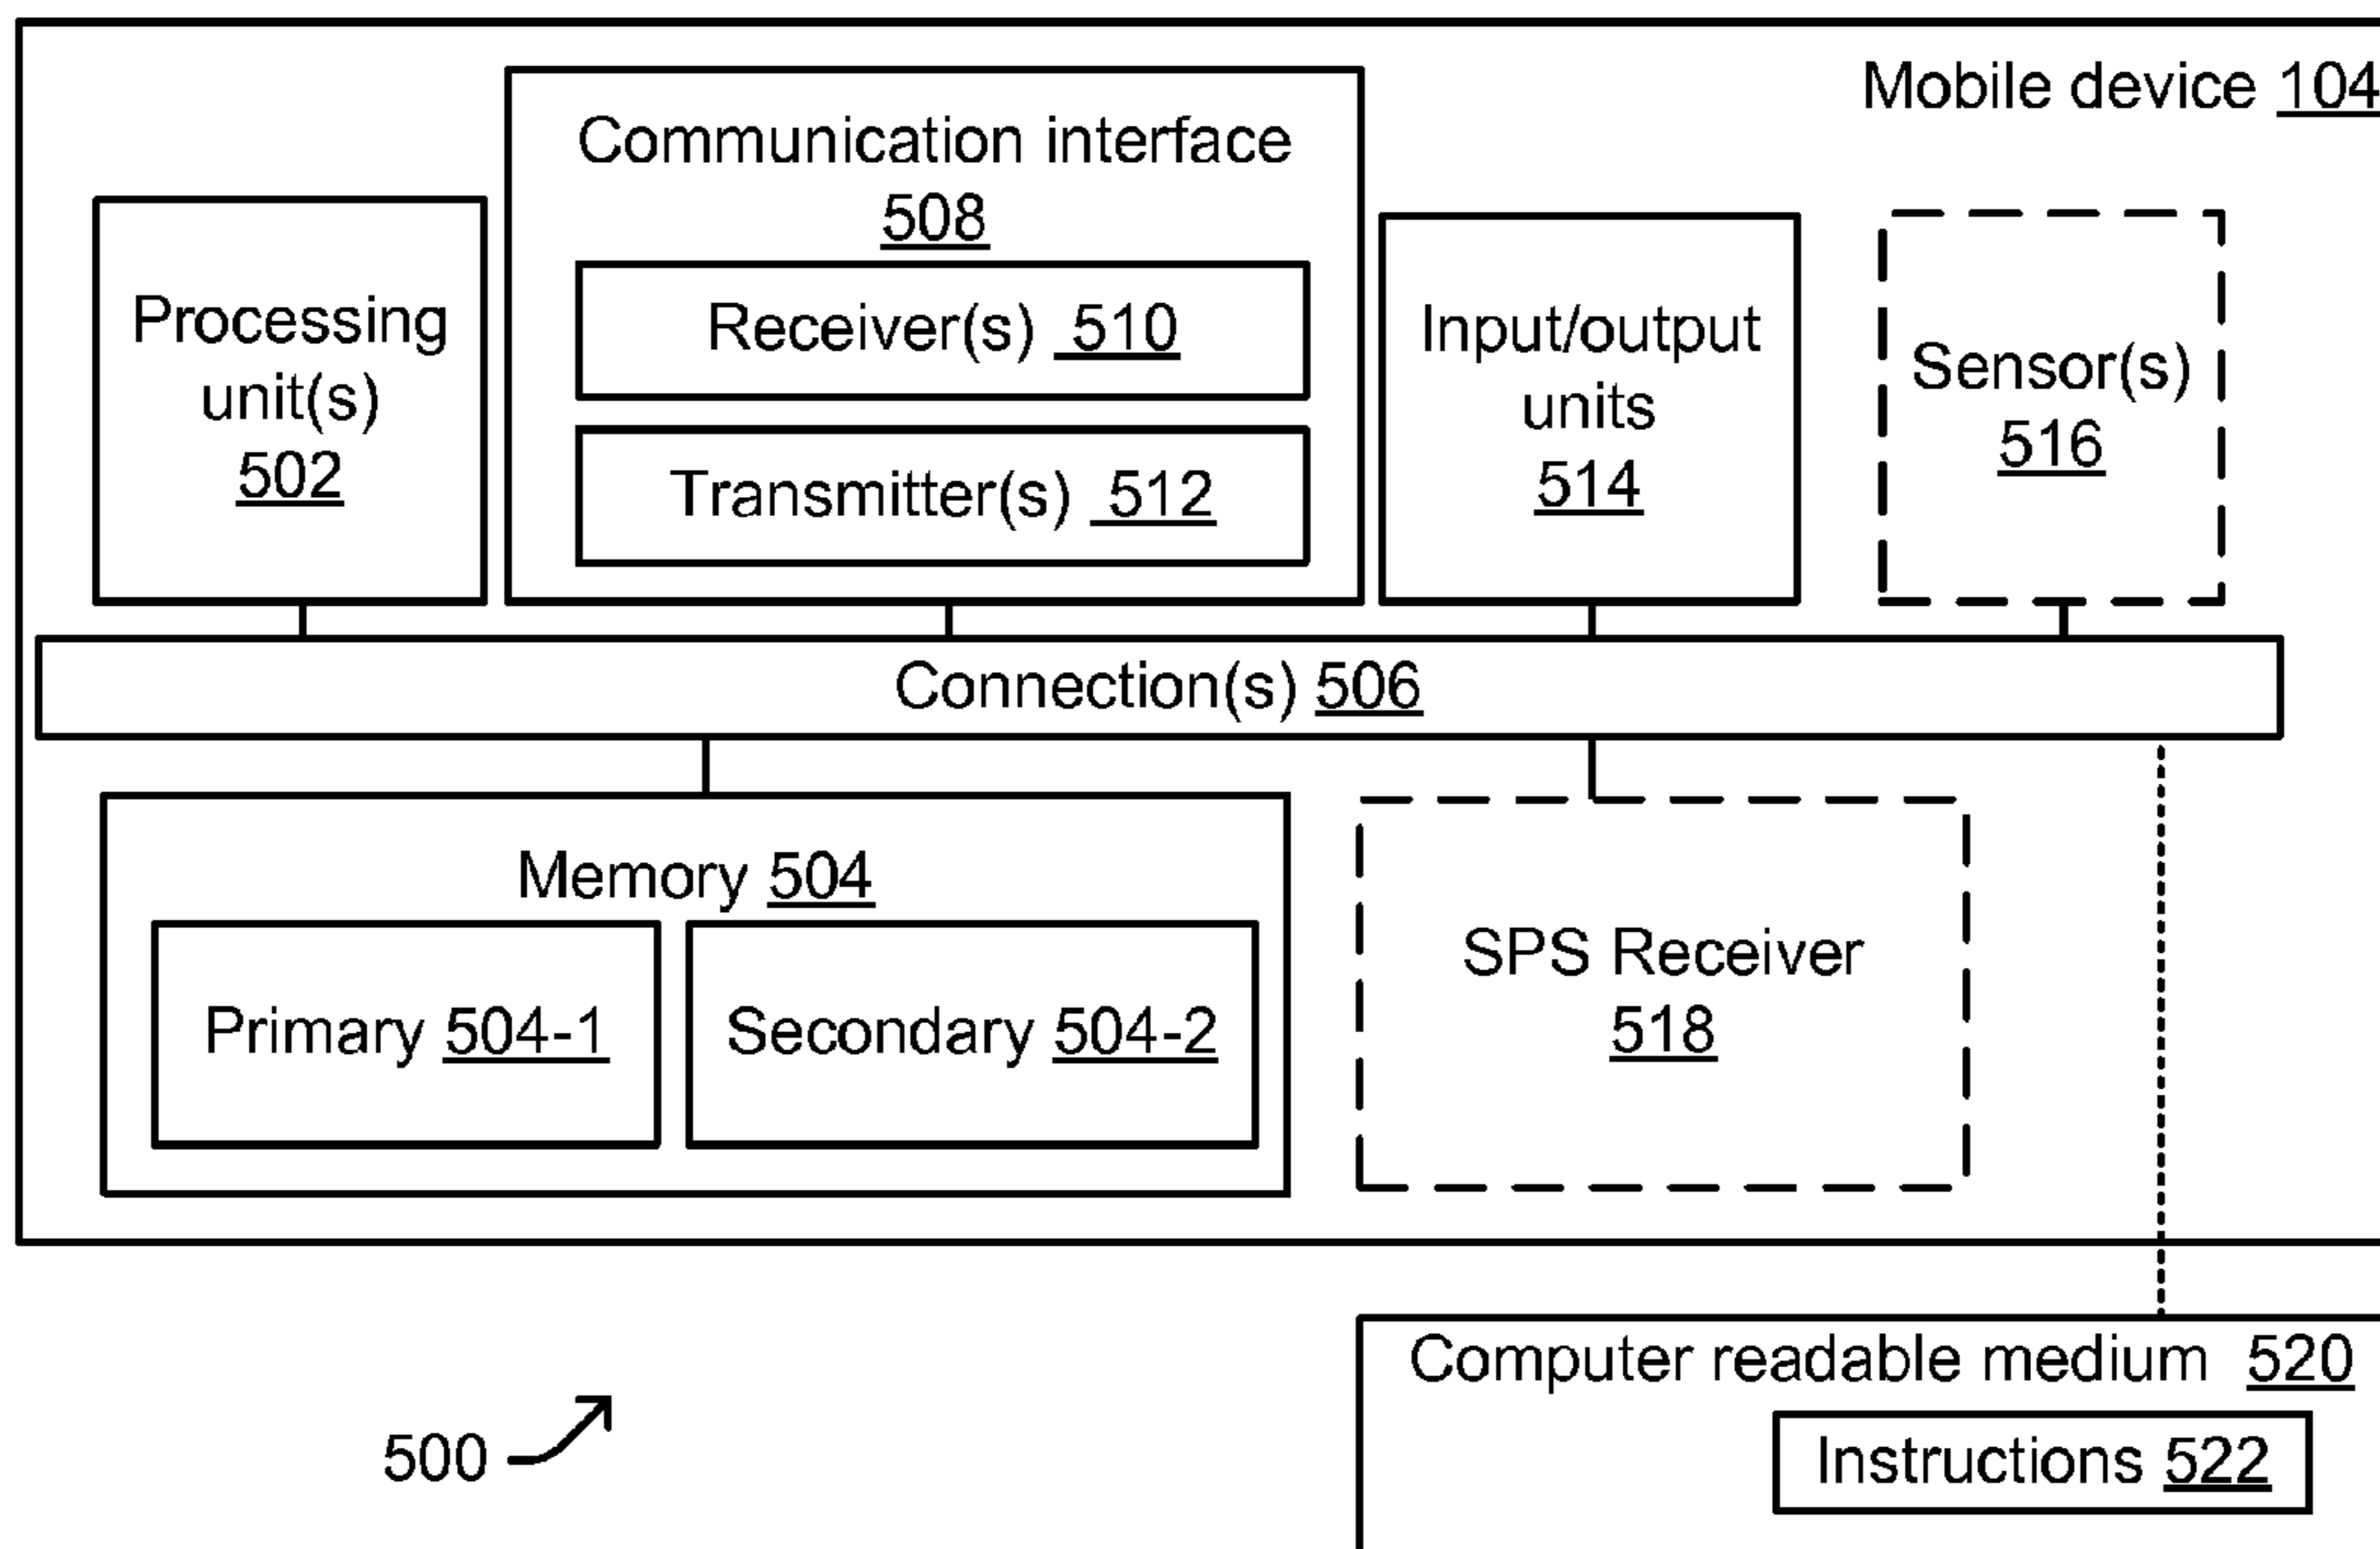 Mobile device 104
Communication interface
508
Receiver(s) 510
Transmitter(s) 512
Processing
unit(s)
502
Input/output
units
514
Sensor(s)
516
Connection(s) 506
Memory 504
Primary 504-1
Secondary 504-2
SPS Receiver
518
Computer readable medium 520
Instructions 522
500